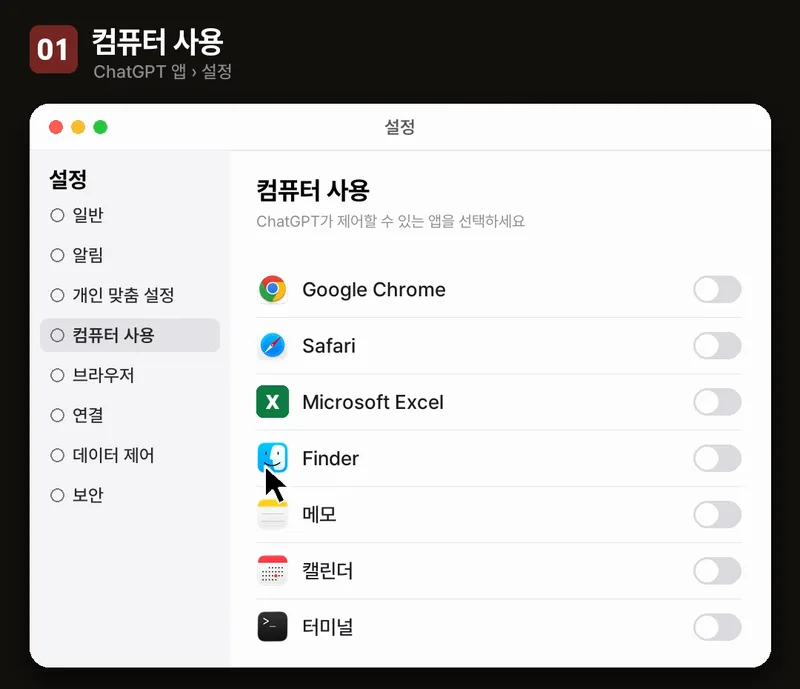 01
컴퓨터 사용
ChatGPT 앱 › 설정
설정
설정
일반
알림
개인 맞춤 설정
컴퓨터 사용
브라우저
연결
데이터 제어
보안
컴퓨터 사용
ChatGPT가 제어할 수 있는 앱을 선택하세요
Google Chrome
Safari
X
Microsoft Excel
Finder
메모
캘린더
>_
터미널